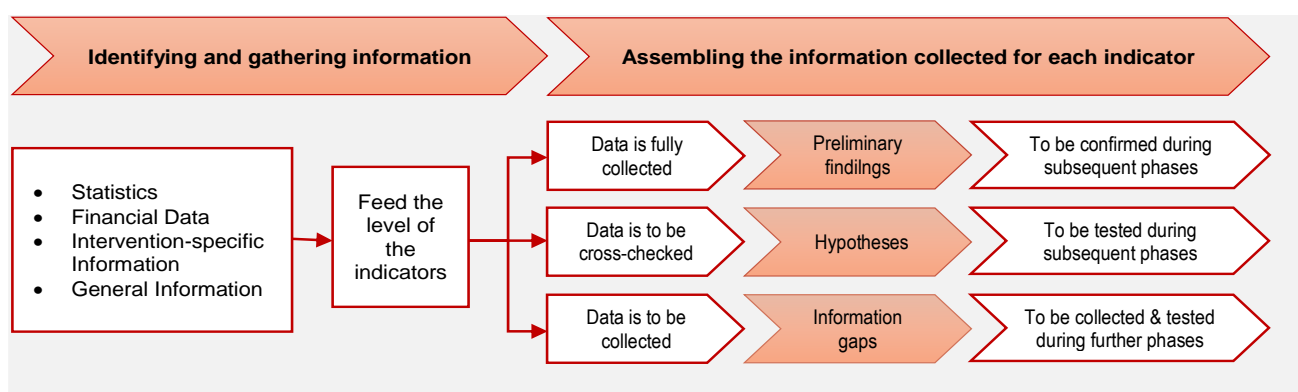 Identifying and gathering information
Assembling the information collected for each indicator
• Statistics
• Financial Data
• Intervention-specific
Information
• General Information
Feed the
level of
the
indicators
Data is fully
collected
Preliminary
findilngs
To be confirmed during
subsequent phases
Data is to be
cross-checked
Hypotheses
To be tested during
subsequent phases
Data is to be
collected
Information
gaps
To be collected & tested
during further phases